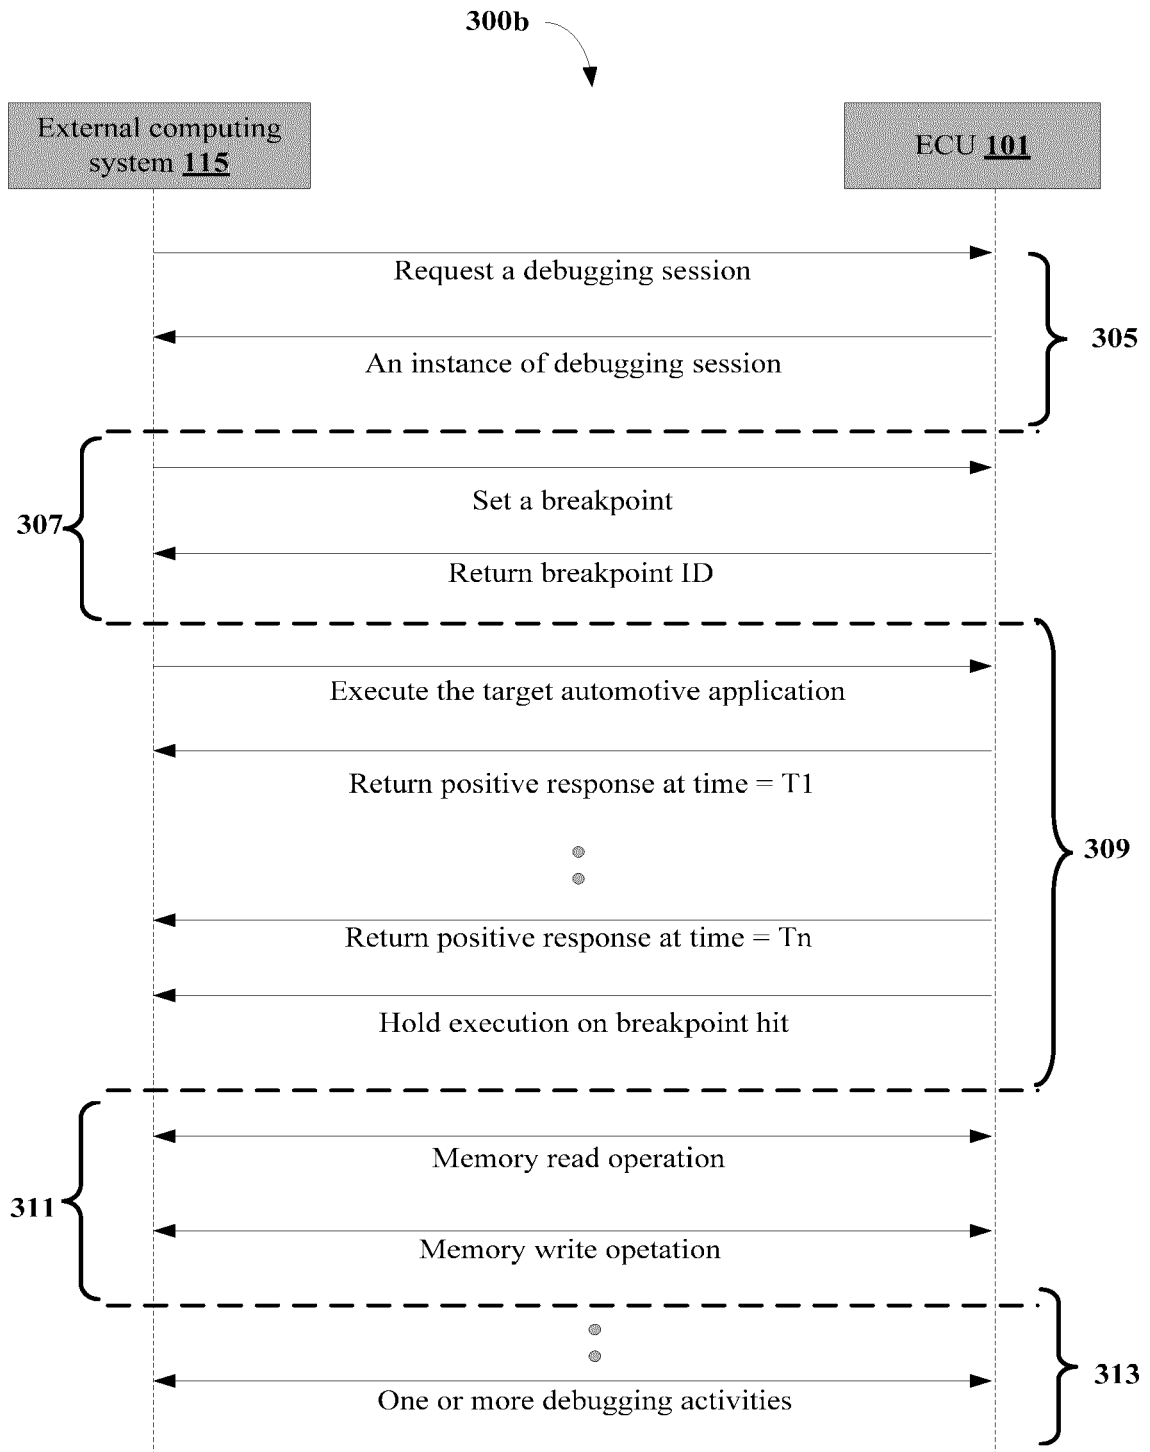 300b
External computing
system 115
ECU 101
Request a debugging session
305
An instance of debugging session
Set a breakpoint
307
Return breakpoint ID
Execute the target automotive application
Return positive response at time = T1
309
Return positive response at time = Tn
Hold execution on breakpoint hit
Memory read operation
311
Memory write opetation
313
One or more debugging activities